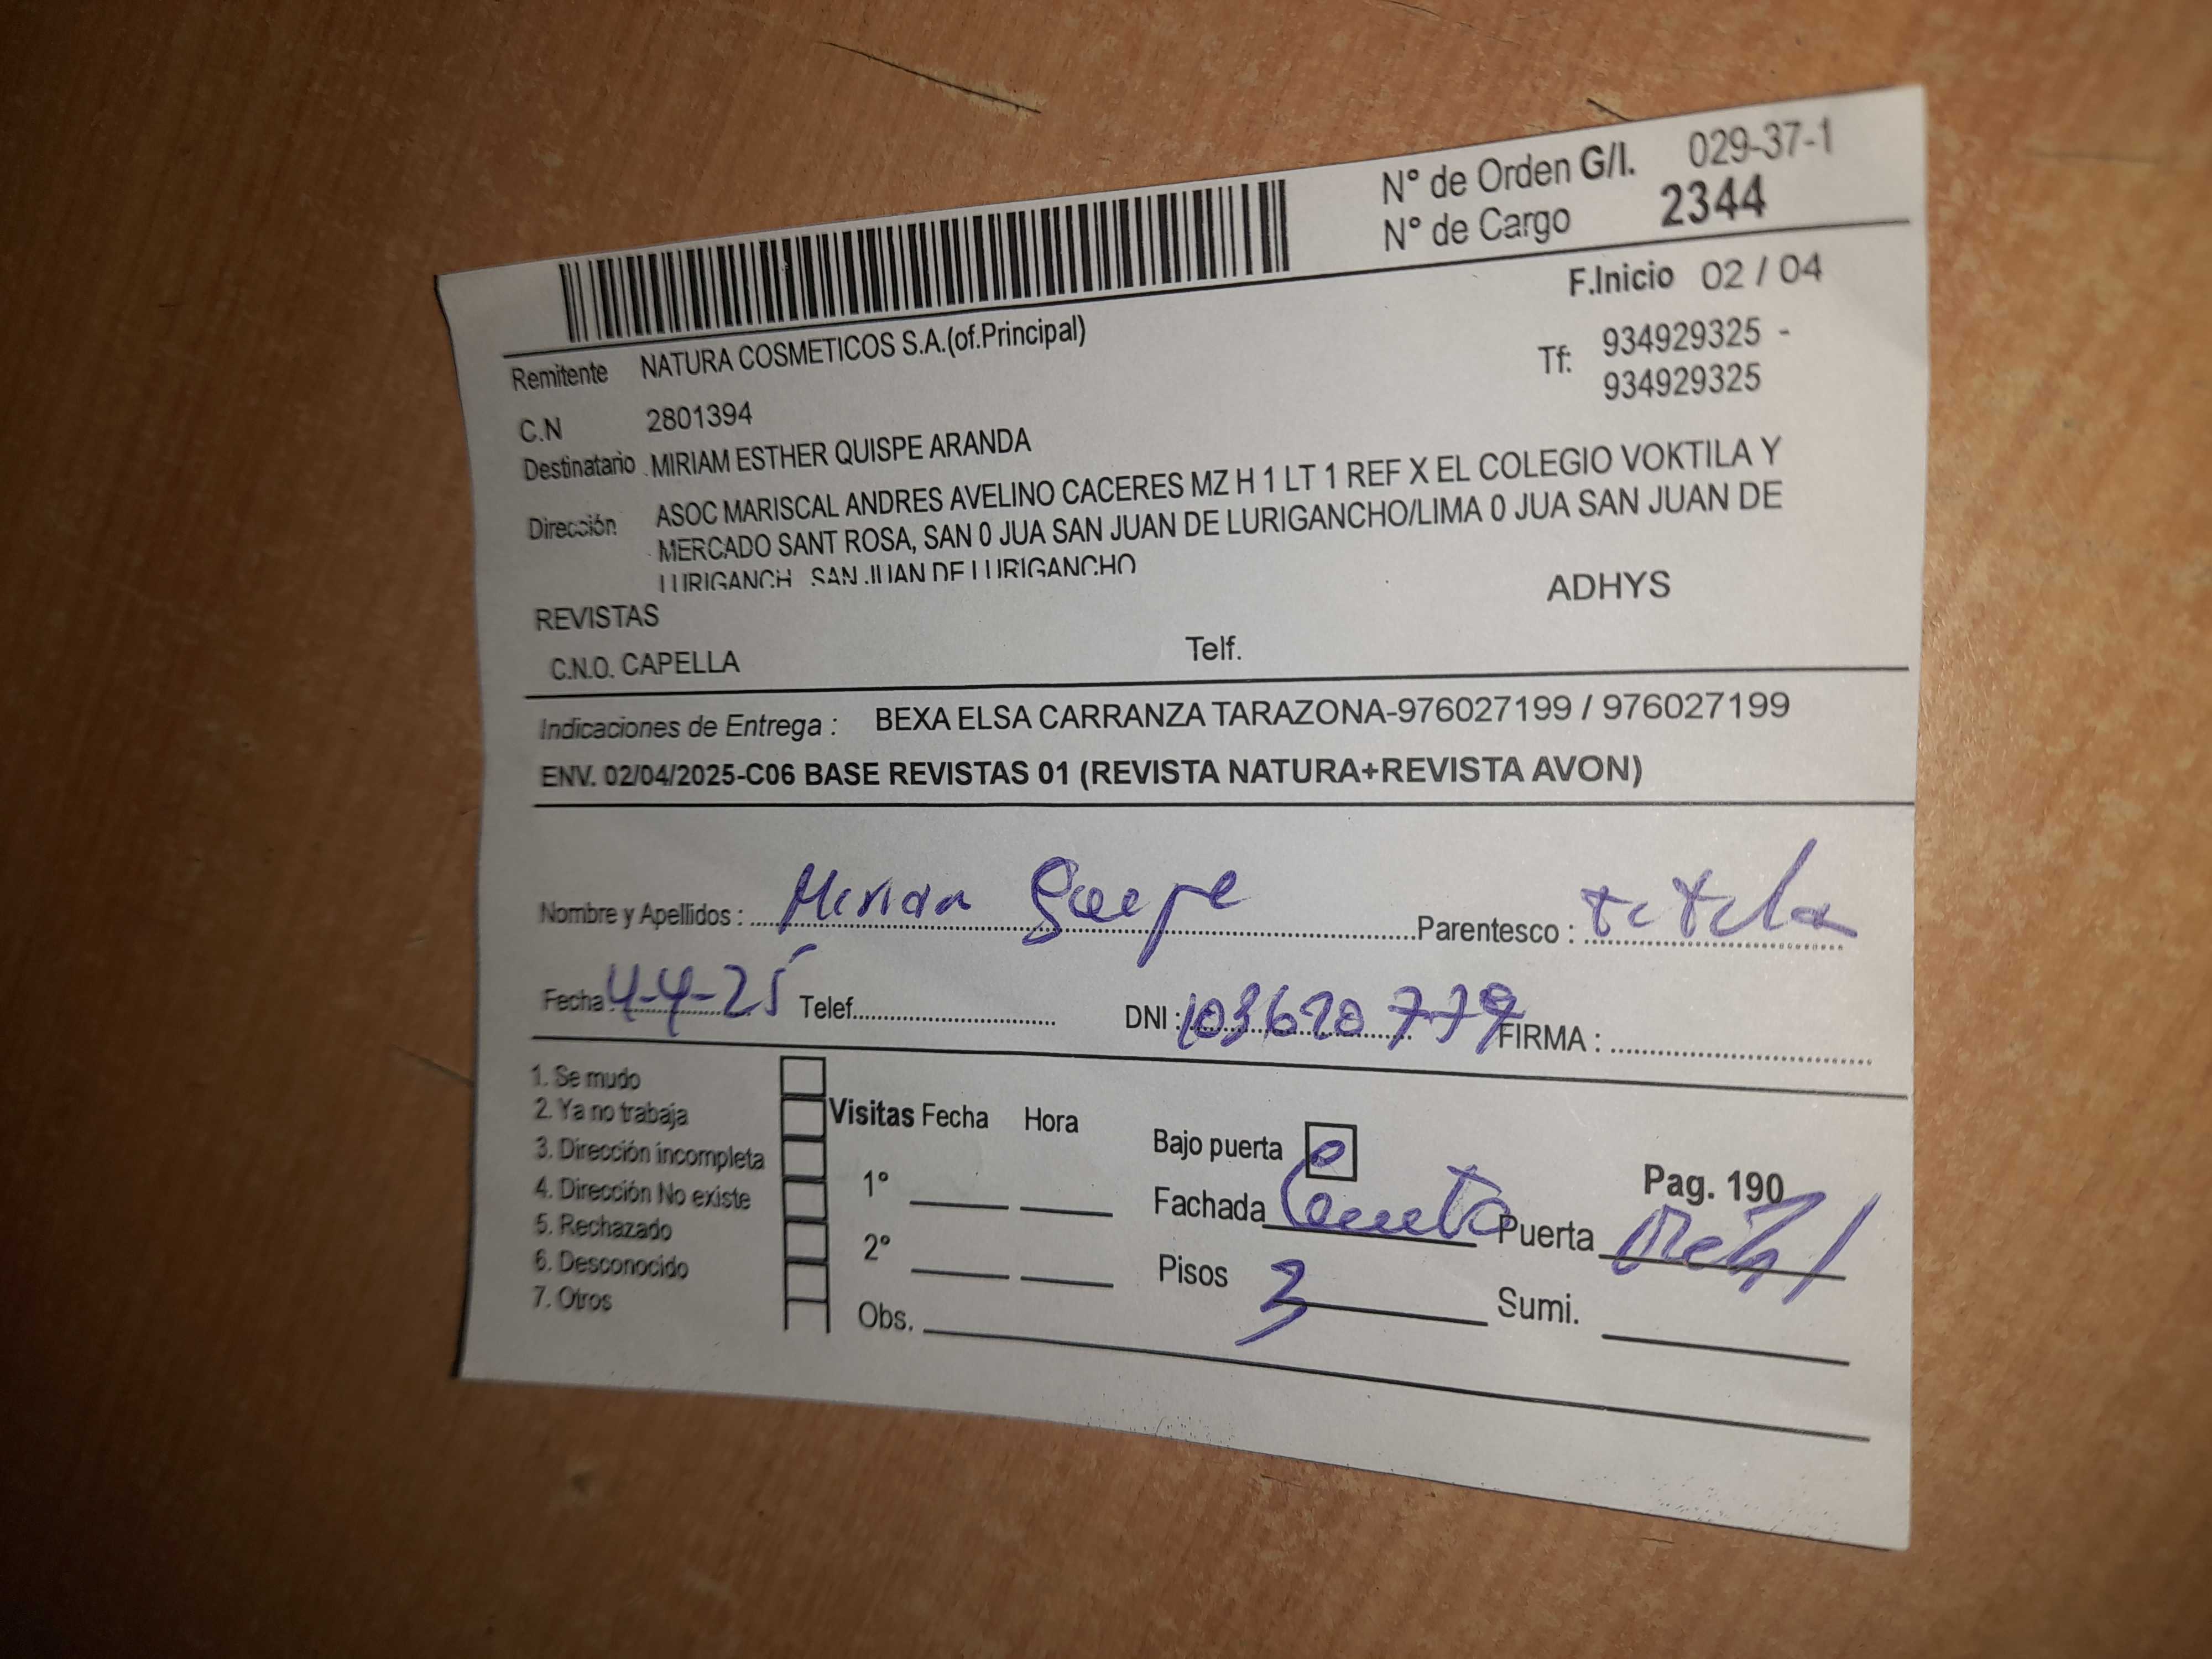 N° de Orden G/I. 029-37-1
N° de Cargo 2344
F.Inicio 02 / 04
Remitente NATURA COSMETICOS S.A.(of.Principal)
Tf: 934929325 -
934929325
C.N 2801394
Destinatario MIRIAM ESTHER QUISPE ARANDA
Dirección ASOC MARISCAL ANDRES AVELINO CACERES MZ H 1 LT 1 REF X EL COLEGIO VOKTILA Y
MERCADO SANT ROSA, SAN 0 JUA SAN JUAN DE LURIGANCHO/LIMA 0 JUA SAN JUAN DE
LURIGANCH SAN JUAN DE LURIGANCHO
REVISTAS ADHYS
C.N.O. CAPELLA Telf.
Indicaciones de Entrega : BEXA ELSA CARRANZA TARAZONA-976027199 / 976027199
ENV. 02/04/2025-C06 BASE REVISTAS 01 (REVISTA NATURA+REVISTA AVON)
Nombre y Apellidos : Parentesco :
Fecha 4-4-25 Telef. DNI : FIRMA :
1. Se mudo
2. Ya no trabaja
3. Dirección incompleta
4. Dirección No existe
5. Rechazado
6. Desconocido
7. Otros
Visitas Fecha Hora
1°
2°
Obs.
Bajo puerta Pag. 190
Fachada Puerta
Pisos 3 Sumi.